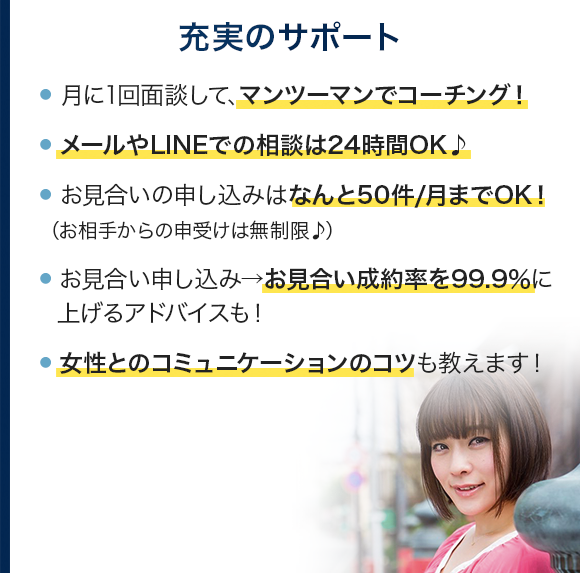 充実のサポート
● 月に1回面談して、マンツーマンでコーチング！
● メールやLINEでの相談は24時間OK♪
● お見合いの申し込みはなんと50件/月までOK！
（お相手からの申受けは無制限♪）
● お見合い申し込み→お見合い成約率を99.9%に
上げるアドバイスも！
● 女性とのコミュニケーションのコツも教えます！